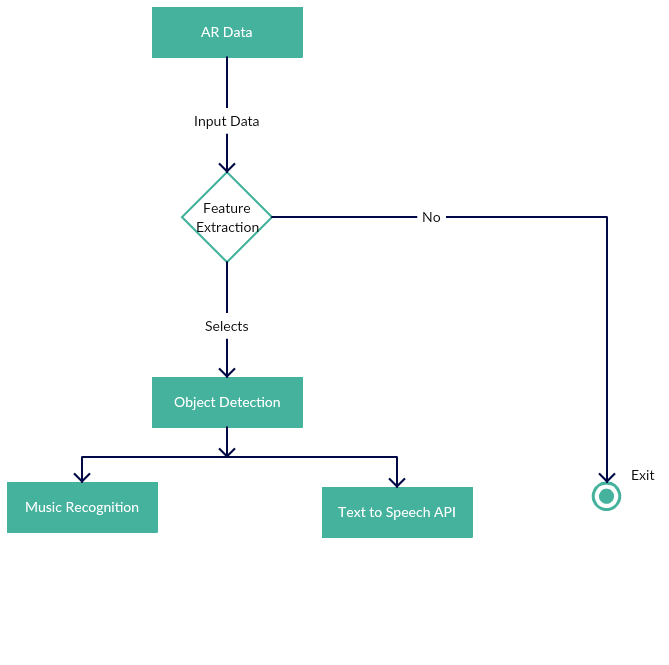 AR Data
Input Data
Feature
Extraction
No
Selects
Object Detection
Exit
Music Recognition
Text to Speech API